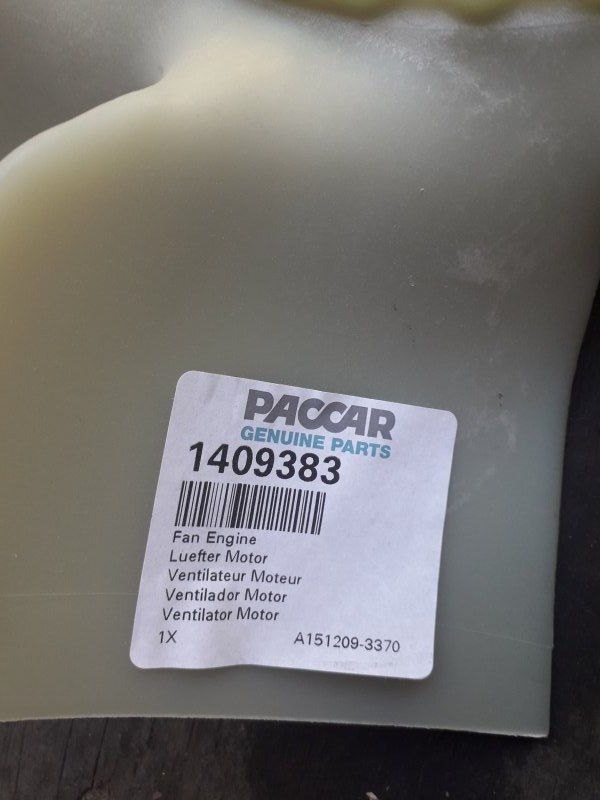 PACCAR
GENUINE PARTS
1409383
Fan Engine
Luefter Motor
Ventilateur Moteur
Ventilador Motor
Ventilator Motor
1X A151209-3370